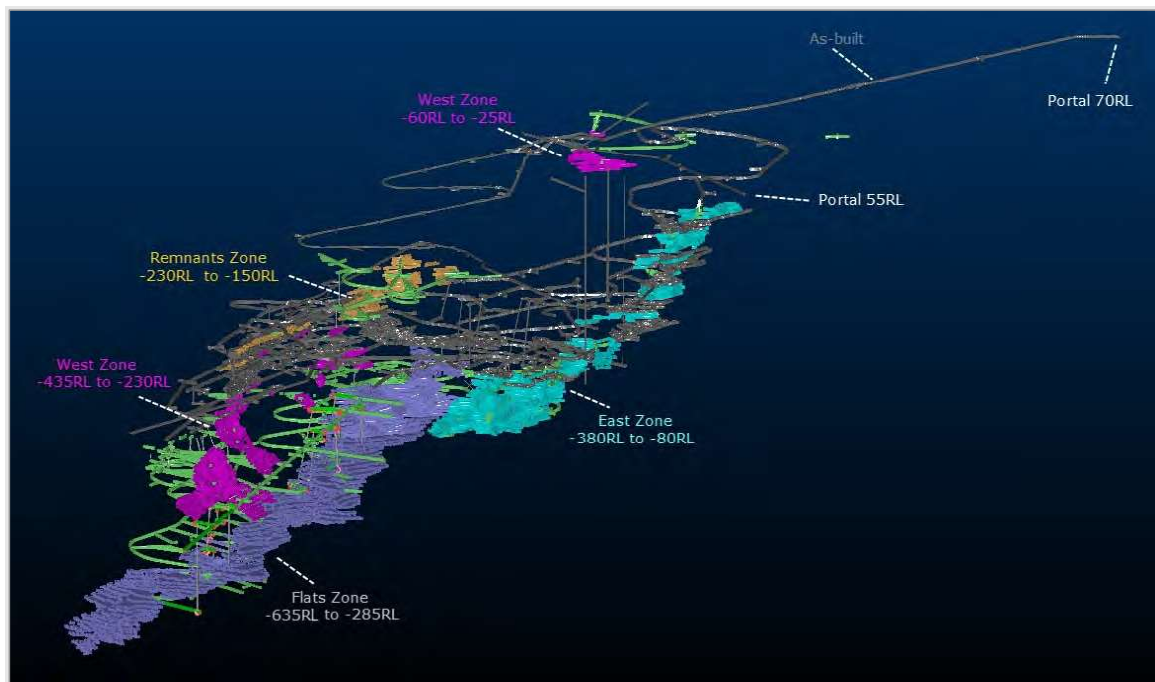 As-built
Portal 70RL
West Zone
-60RL to -25RL
Portal 55RL
Remnants Zone
-230RL to -150RL
West Zone
-435RL to -230RL
East Zone
-380RL to -80RL
Flats Zone
-635RL to -285RL